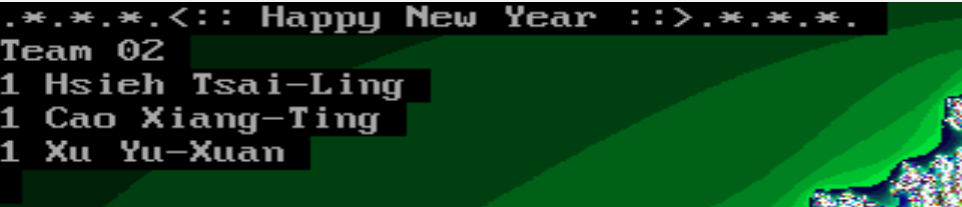 .*.*.*.<:: Happy New Year ::>.*.*.*.
Team 02
1 Hsieh Tsai-Ling
1 Cao Xiang-Ting
1 Xu Yu-Xuan